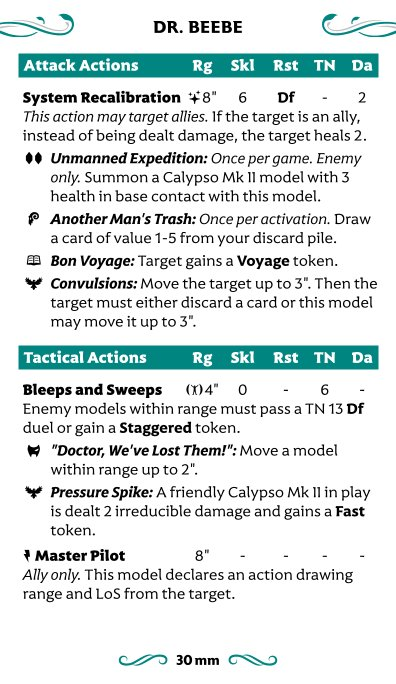 DR. BEEBE
Attack Actions Rg Skl Rst TN Da
System Recalibration 8" 6 Df - 2
This action may target allies. If the target is an ally,
instead of being dealt damage, the target heals 2.
Unmanned Expedition: Once per game. Enemy
only. Summon a Calypso Mk II model with 3
health in base contact with this model.
Another Man's Trash: Once per activation. Draw
a card of value 1-5 from your discard pile.
Bon Voyage: Target gains a Voyage token.
Convulsions: Move the target up to 3". Then the
target must either discard a card or this model
may move it up to 3".
Tactical Actions Rg Skl Rst TN Da
Bleeps and Sweeps 4" 0 - 6 -
Enemy models within range must pass a TN 13 Df
duel or gain a Staggered token.
"Doctor, We've Lost Them!": Move a model
within range up to 2".
Pressure Spike: A friendly Calypso Mk II in play
is dealt 2 irreducible damage and gains a Fast
token.
Master Pilot 8" - - - -
Ally only. This model declares an action drawing
range and LoS from the target.
30 mm